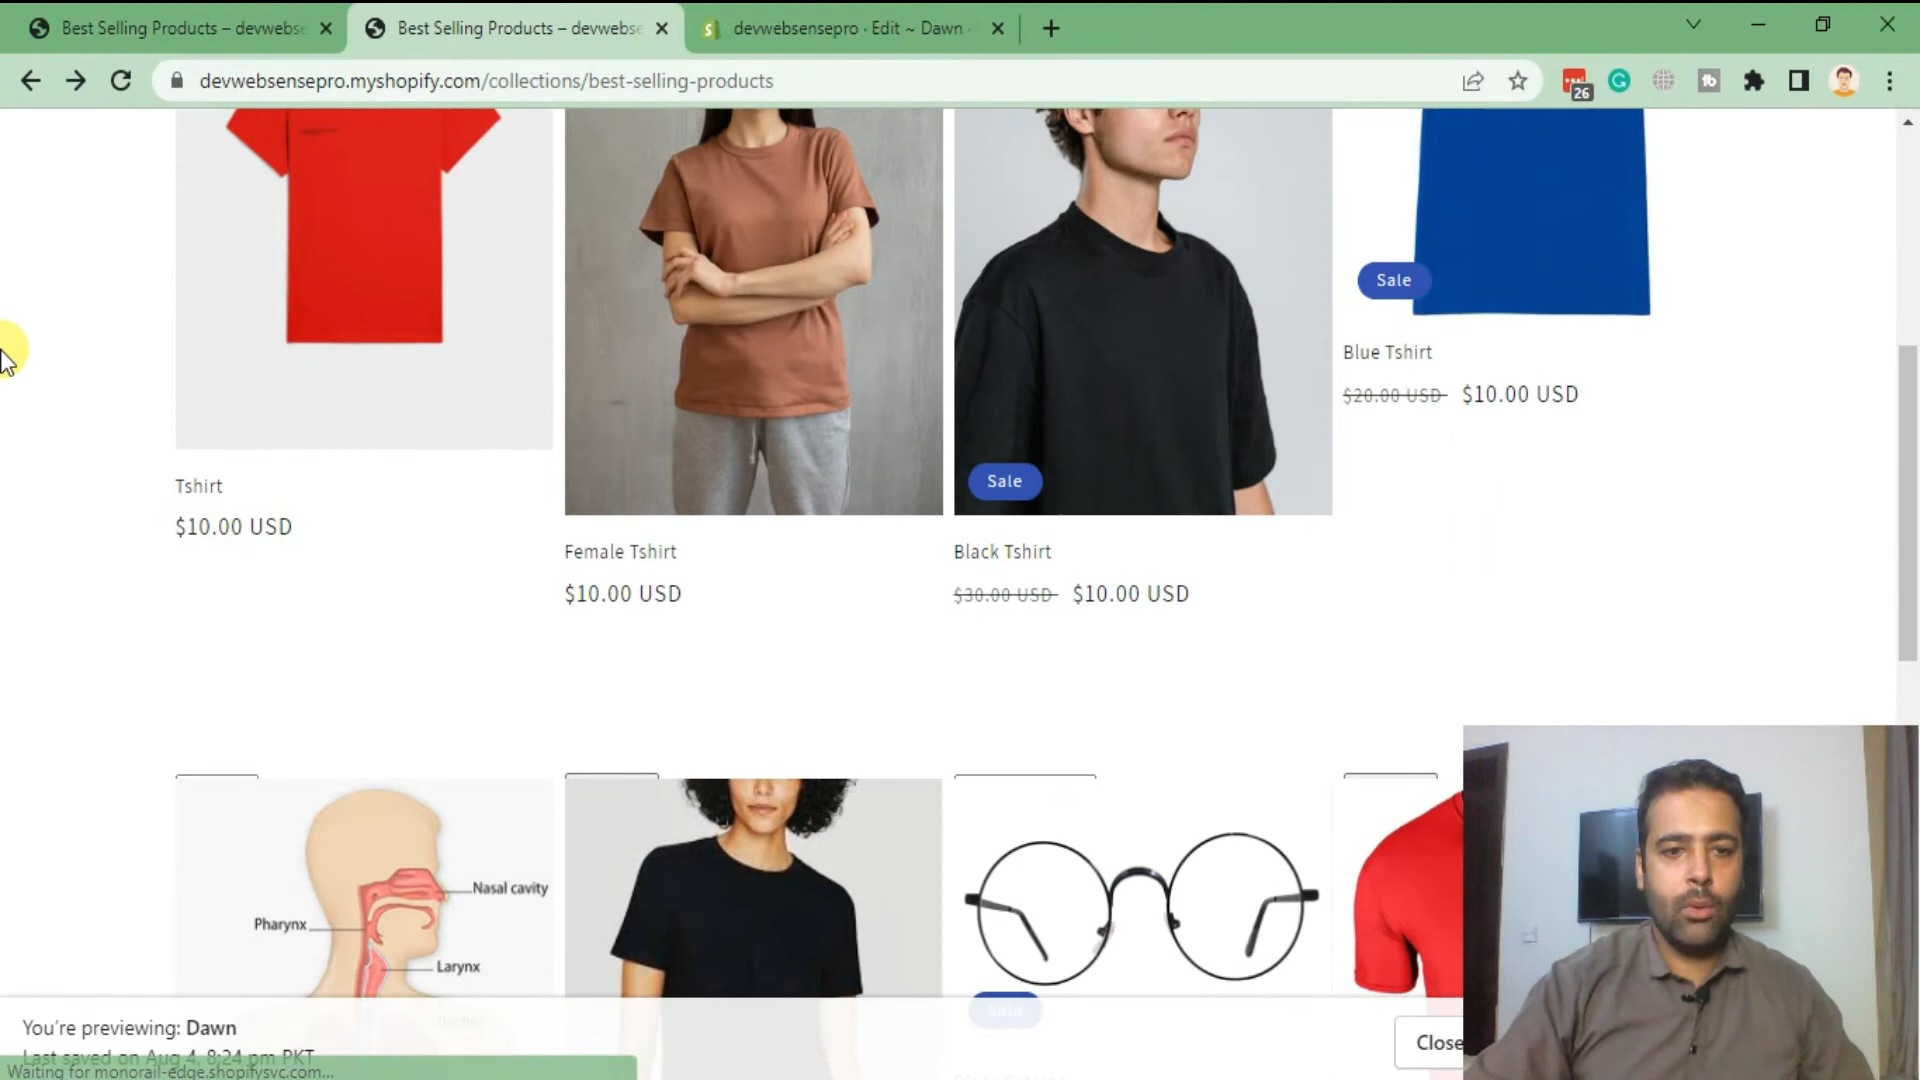 Best Selling Products – devwebse
Best Selling Products – devwebse
devwebsensepro · Edit ~ Dawn ·
devwebsensepro.myshopify.com/collections/best-selling-products
26
Sale
Blue Tshirt
$20.00 USD $10.00 USD
Sale
Tshirt
$10.00 USD
Female Tshirt
$10.00 USD
Black Tshirt
$30.00 USD $10.00 USD
Nasal cavity
Pharynx
Larynx
Sale
You're previewing: Dawn
Last saved on Aug 4, 8:24 pm PKT
Close
Waiting for monorail-edge.shopifysvc.com...